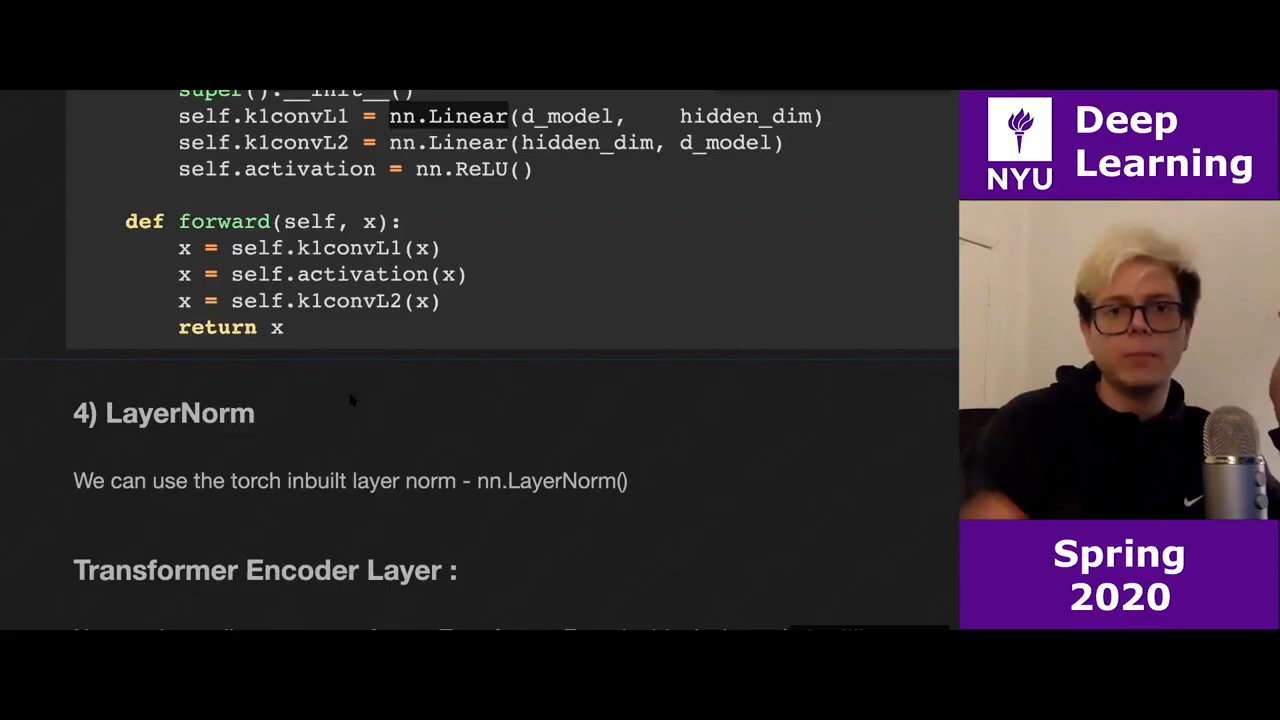 super().__init__()
self.k1convL1 = nn.Linear(d_model,    hidden_dim)
self.k1convL2 = nn.Linear(hidden_dim, d_model)
self.activation = nn.ReLU()
def forward(self, x):
x = self.k1convL1(x)
x = self.activation(x)
x = self.k1convL2(x)
return x
4) LayerNorm
We can use the torch inbuilt layer norm - nn.LayerNorm()
Transformer Encoder Layer :
NYU
Deep
Learning
Spring
2020